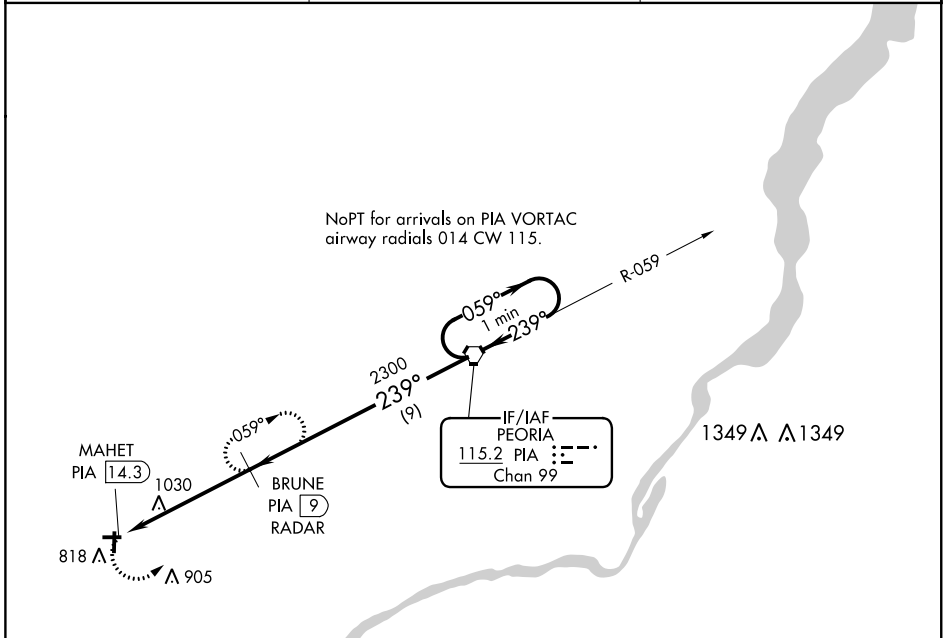 NoPT for arrivals on PIA VORTAC
airway radials 014 CW 115.
R-059
059°
1 min
239°
2300
239°
(9)
IF/IAF
PEORIA
115.2 PIA
Chan 99
1349 1349
059°
MAHET
PIA 14.3
1030
BRUNE
PIA 9
RADAR
818
905